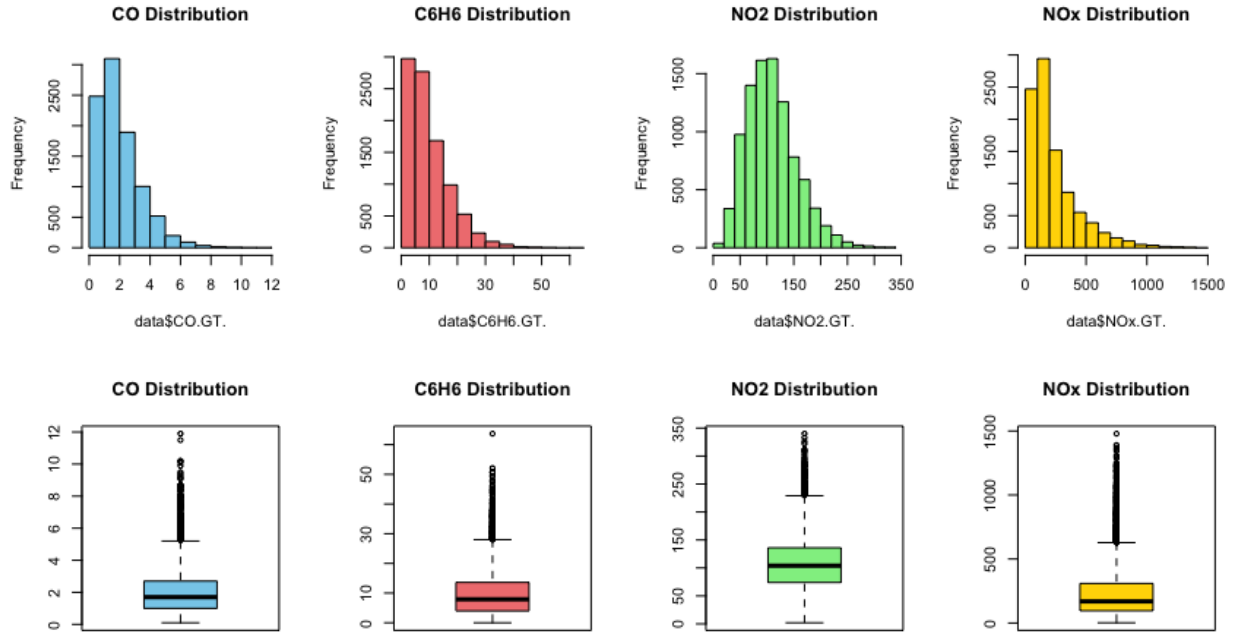 CO Distribution
Frequency
2500
1500
500
0
0 2 4 6 8 10 12
data$CO.GT.
C6H6 Distribution
Frequency
2500
1500
500
0
0 10 30 50
data$C6H6.GT.
NO2 Distribution
Frequency
1500
1000
500
0
0 50 150 250 350
data$NO2.GT.
NOx Distribution
Frequency
2500
1500
500
0
0 500 1000 1500
data$NOx.GT.
CO Distribution
12
10
8
6
4
2
0
C6H6 Distribution
50
30
10
0
NO2 Distribution
350
250
150
50
0
NOx Distribution
1500
1000
500
0